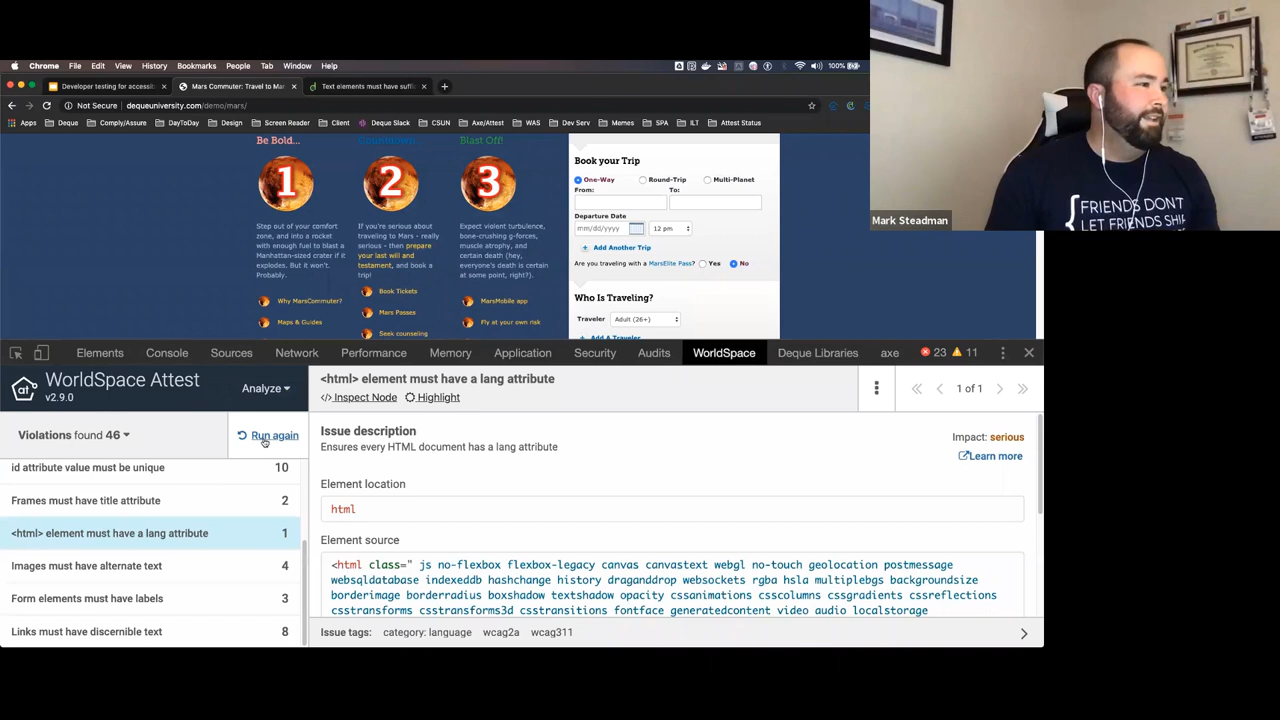 Chrome File Edit View History Bookmarks People Tab Window Help 100%
Developer testing for accessib Mars Commuter: Travel to Mar Text elements must have suffi
Not Secure dequeuniversity.com/demo/mars/
Apps Deque Comply/Assure DayToDay Design Screen Reader Client Deque Slack CSUN Axe/Attest WAS Dev Serv Memes SPA ILT Attest Status
Be Bold... Countdown... Blast Off!
1 2 3
Step out of your comfort
zone, and into a rocket
with enough fuel to blast a
Manhattan-sized crater if it
explodes. But it won't.
Probably.
Why MarsCommuter?
Maps & Guides
If you're serious about
traveling to Mars - really
serious - then prepare
your last will and
testament, and book a
trip!
Book Tickets
Mars Passes
Seek counseling
Expect violent turbulence,
bone-crushing g-forces,
muscle atrophy, and
certain death (hey,
everyone's death is certain
at some point, right?).
MarsMobile app
Fly at your own risk
Book your Trip
One-Way Round-Trip Multi-Planet
From: To:
Departure Date
mm/dd/yyyy 12 pm
Add Another Trip
Are you traveling with a MarsElite Pass? Yes No
Who Is Traveling?
Traveler Adult (26+)
Add A Traveler
Mark Steadman
{FRIENDS DONT
LET FRIENDS SHIP
Elements Console Sources Network Performance Memory Application Security Audits WorldSpace Deque Libraries axe 23 11
WorldSpace Attest
v2.9.0
Analyze
Violations found 46
Run again
id attribute value must be unique 10
Frames must have title attribute 2
<html> element must have a lang attribute 1
Images must have alternate text 4
Form elements must have labels 3
Links must have discernible text 8
<html> element must have a lang attribute
</> Inspect Node Highlight
1 of 1
Issue description
Ensures every HTML document has a lang attribute
Impact: serious
Learn more
Element location
html
Element source
<html class=" js no-flexbox flexbox-legacy canvas canvastext webgl no-touch geolocation postmessage
websqldatabase indexeddb hashchange history draganddrop websockets rgba hsla multiplebgs backgroundsize
borderimage borderradius boxshadow textshadow opacity cssanimations csscolumns cssgradients cssreflections
csstransforms csstransforms3d csstransitions fontface generatedcontent video audio localstorage
Issue tags: category: language wcag2a wcag311